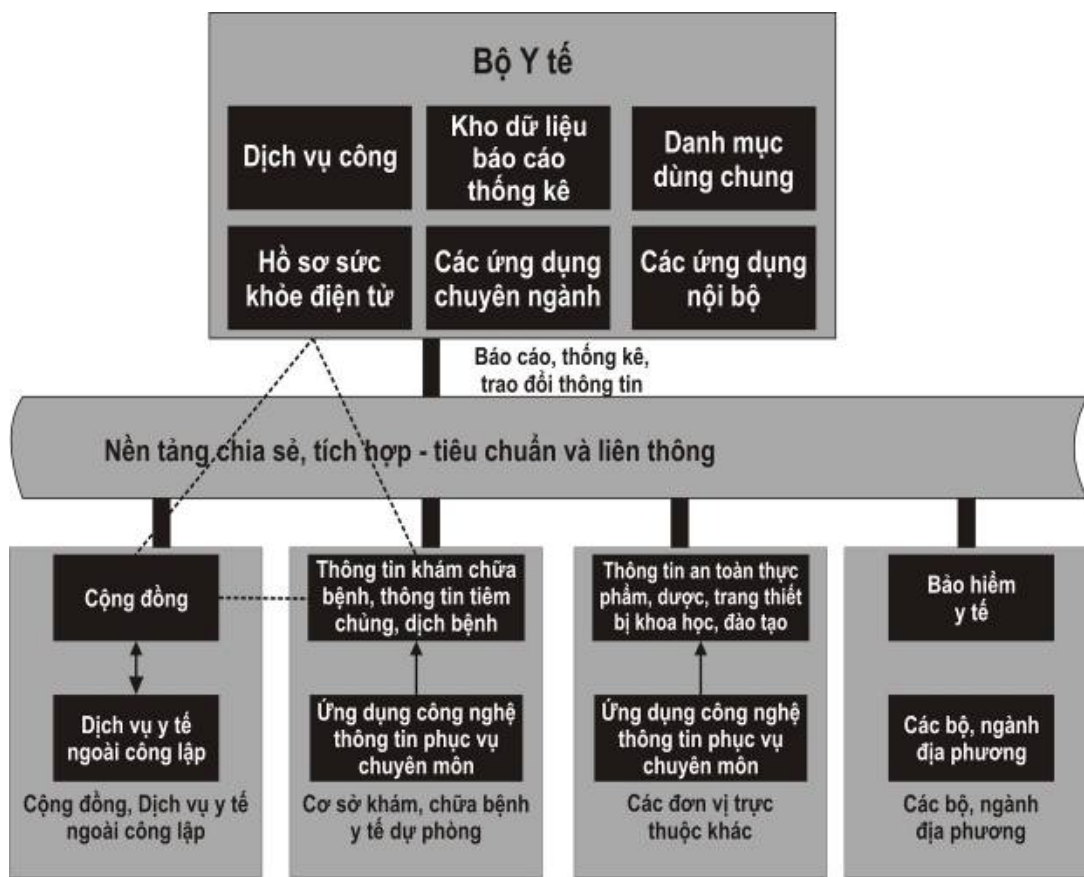 Bộ Y tế
Dịch vụ công
Kho dữ liệu
báo cáo
thống kê
Danh mục
dùng chung
Hồ sơ sức
khỏe điện tử
Các ứng dụng
chuyên ngành
Các ứng dụng
nội bộ
Báo cáo, thống kê,
trao đổi thông tin
Nền tảng chia sẻ, tích hợp - tiêu chuẩn và liên thông
Cộng đồng
Dịch vụ y tế
ngoài công lập
Cộng đồng, Dịch vụ y tế
ngoài công lập
Thông tin khám chữa
bệnh, thông tin tiêm
chủng, dịch bệnh
Ứng dụng công nghệ
thông tin phục vụ
chuyên môn
Cơ sở khám, chữa bệnh
y tế dự phòng
Thông tin an toàn thực
phẩm, dược, trang thiết
bị khoa học, đào tạo
Ứng dụng công nghệ
thông tin phục vụ
chuyên môn
Các đơn vị trực
thuộc khác
Bảo hiểm
y tế
Các bộ, ngành
địa phương
Các bộ, ngành
địa phương